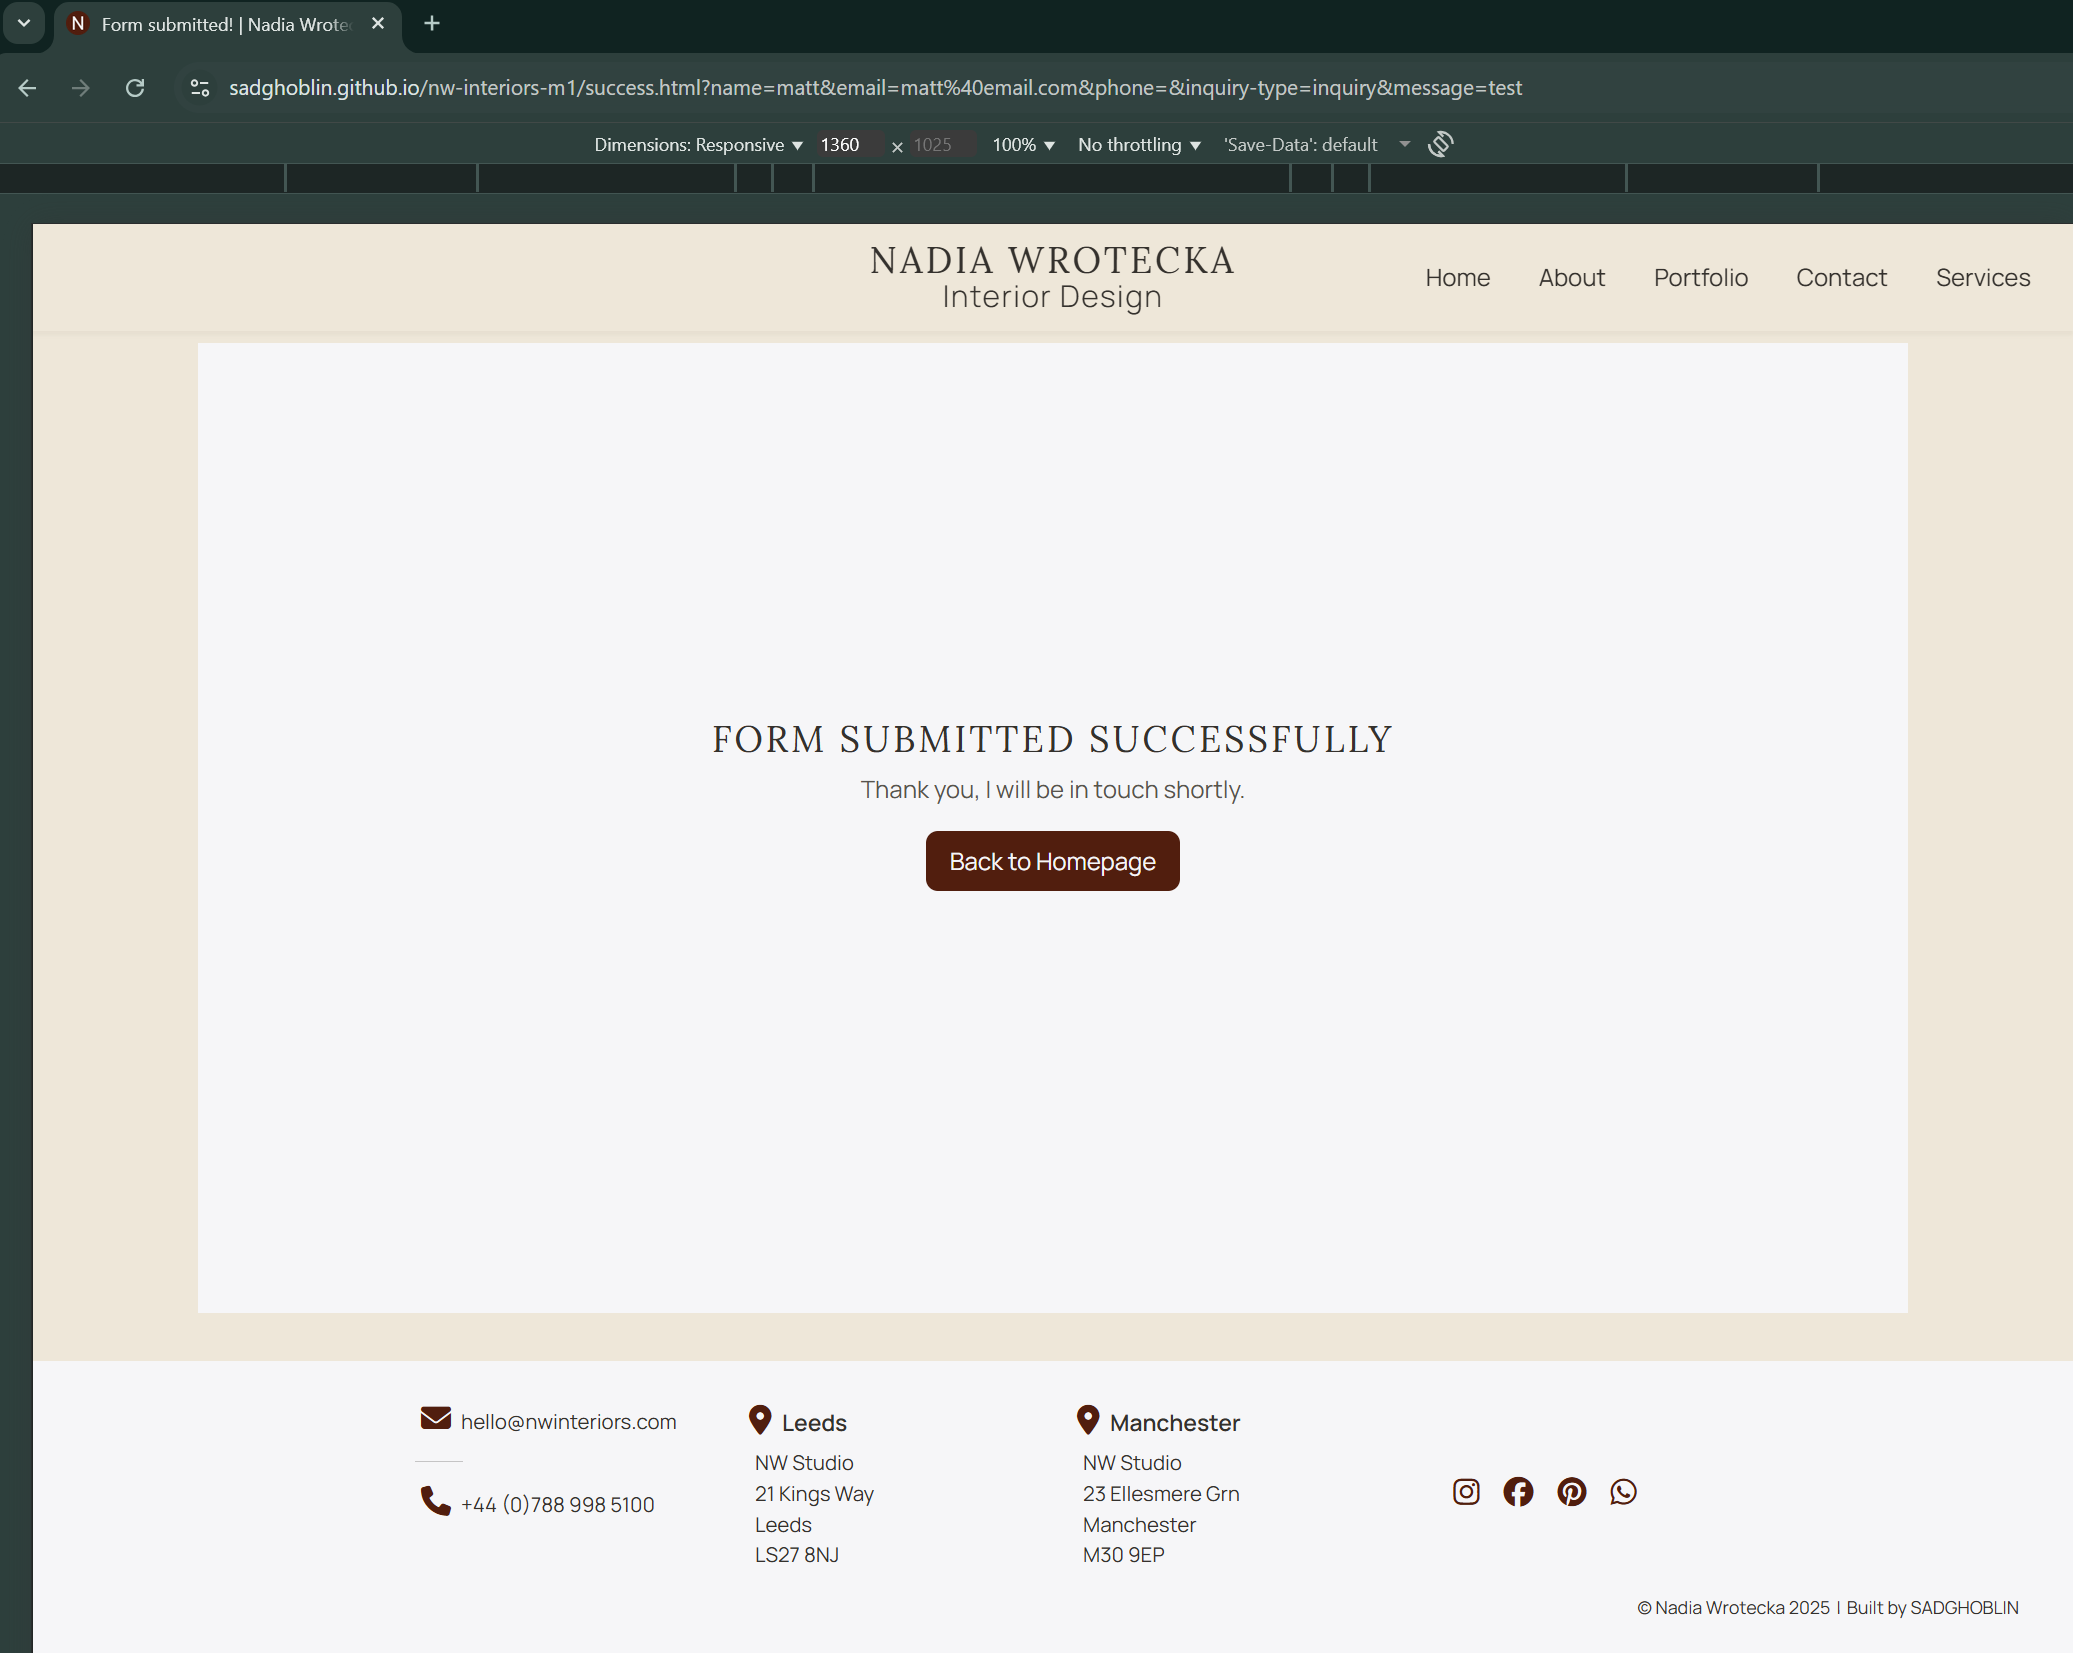 N Form submitted! | Nadia Wrotec
sadghoblin.github.io/nw-interiors-m1/success.html?name=matt&email=matt%40email.com&phone=&inquiry-type=inquiry&message=test
Dimensions: Responsive ▼ 1360 × 1025 100% ▼ No throttling ▼ 'Save-Data': default
NADIA WROTECKA
Interior Design
Home About Portfolio Contact Services
FORM SUBMITTED SUCCESSFULLY
Thank you, I will be in touch shortly.
Back to Homepage
hello@nwinteriors.com
+44 (0)788 998 5100
Leeds
NW Studio
21 Kings Way
Leeds
LS27 8NJ
Manchester
NW Studio
23 Ellesmere Grn
Manchester
M30 9EP
© Nadia Wrotecka 2025 | Built by SADGHOBLIN